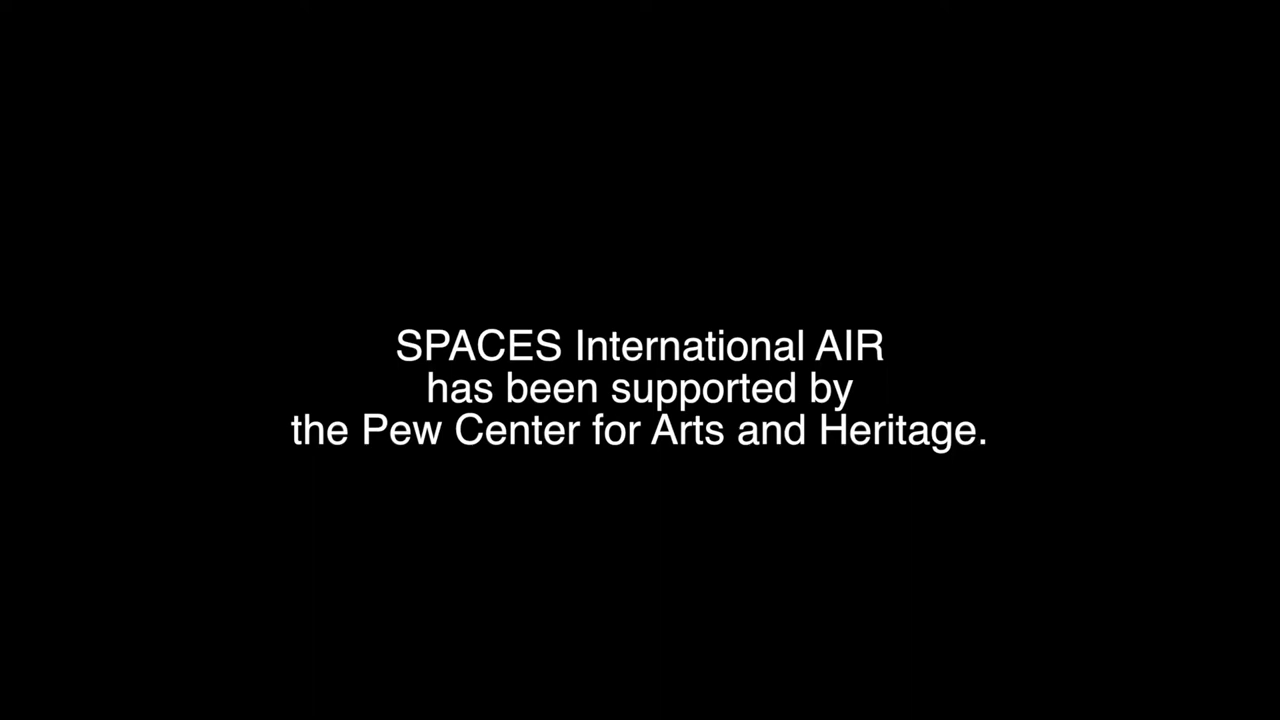 SPACES International AIR
has been supported by
the Pew Center for Arts and Heritage.